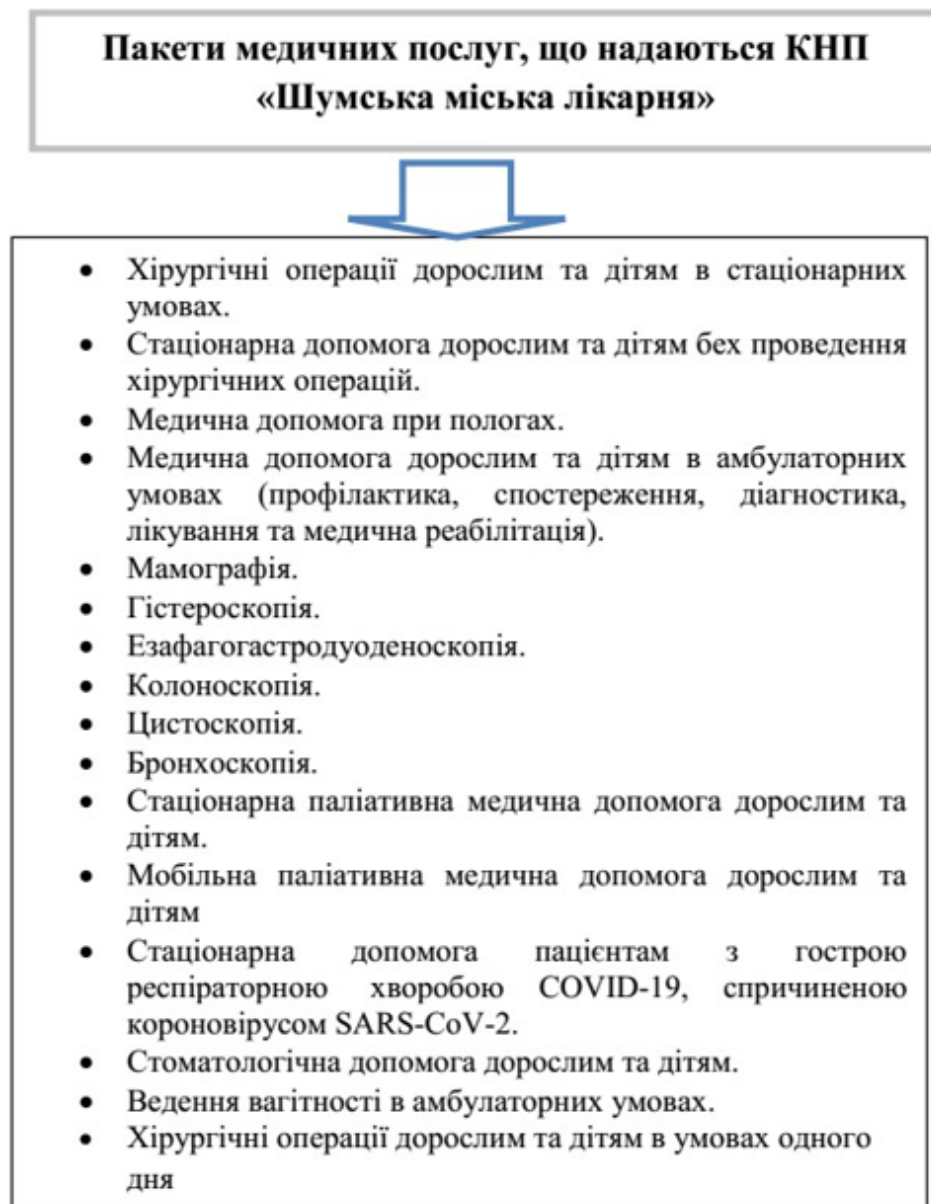 Пакети медичних послуг, що надаються КНП
«Шумська міська лікарня»
• Хірургічні операції дорослим та дітям в стаціонарних
умовах.
• Стаціонарна допомога дорослим та дітям бех проведення
хірургічних операцій.
• Медична допомога при пологах.
• Медична допомога дорослим та дітям в амбулаторних
умовах (профілактика, спостереження, діагностика,
лікування та медична реабілітація).
• Мамографія.
• Гістероскопія.
• Езафагогастродуоденоскопія.
• Колоноскопія.
• Цистоскопія.
• Бронхоскопія.
• Стаціонарна паліативна медична допомога дорослим та
дітям.
• Мобільна паліативна медична допомога дорослим та
дітям
• Стаціонарна допомога пацієнтам з гострою
респіраторною хворобою COVID-19, спричиненою
короновірусом SARS-CoV-2.
• Стоматологічна допомога дорослим та дітям.
• Ведення вагітності в амбулаторних умовах.
• Хірургічні операції дорослим та дітям в умовах одного
дня